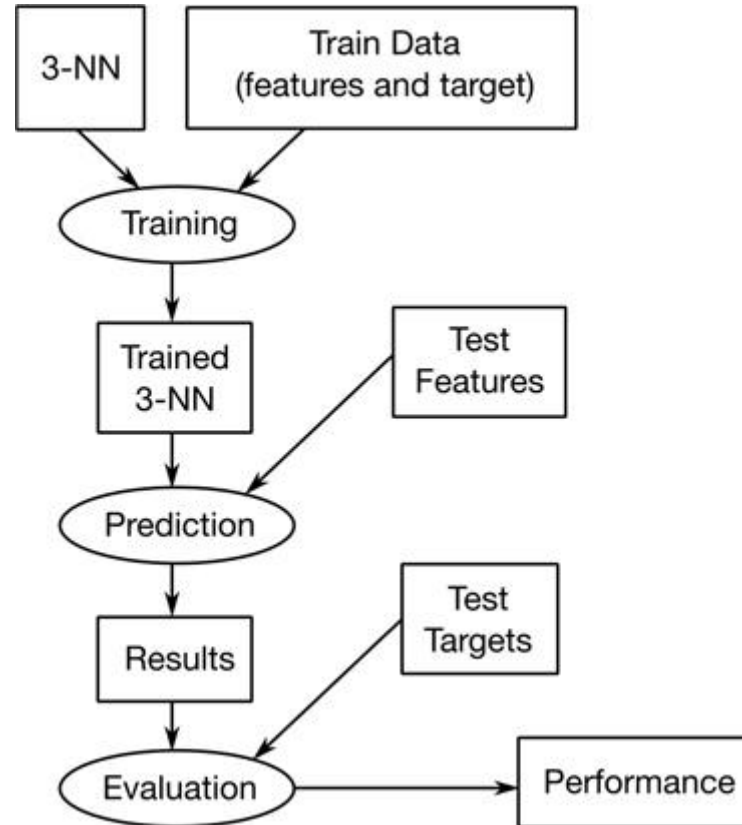 3-NN
Train Data
(features and target)
Training
Trained
3-NN
Test
Features
Prediction
Results
Test
Targets
Evaluation
Performance